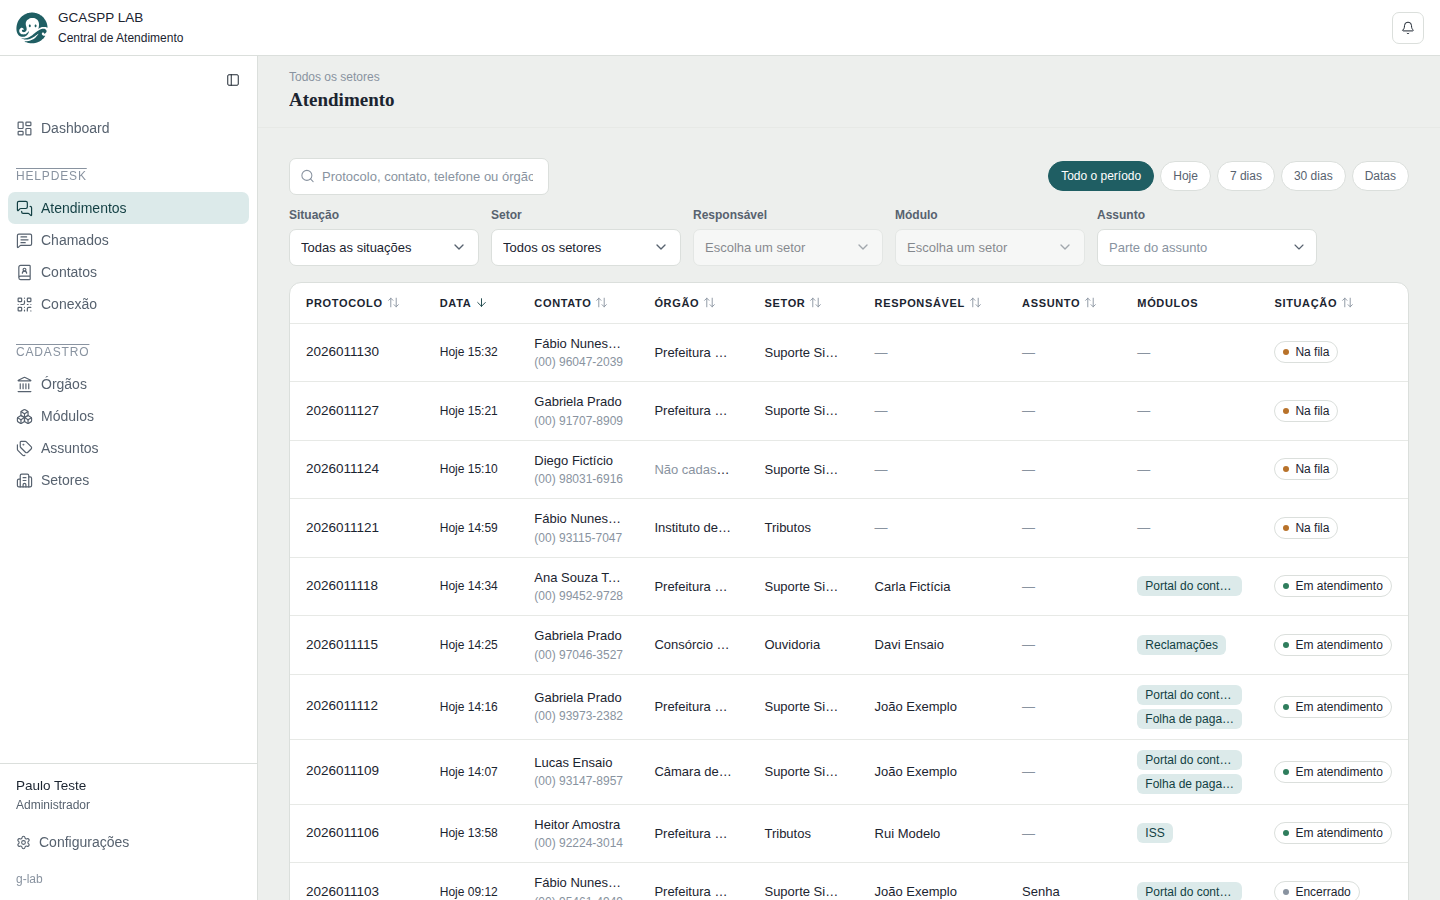 GCASPP LAB
Central de Atendimento
Dashboard
HELPDESK
Atendimentos
Chamados
Contatos
Conexão
CADASTRO
Órgãos
Módulos
Assuntos
Setores
Paulo Teste
Administrador
Configurações
g-lab
Todos os setores
Atendimento
Protocolo, contato, telefone ou órgão
Todo o período Hoje 7 dias 30 dias Datas
Situação Setor Responsável Módulo Assunto
Todas as situações Todos os setores Escolha um setor Escolha um setor Parte do assunto
PROTOCOLO DATA CONTATO ÓRGÃO SETOR RESPONSÁVEL ASSUNTO MÓDULOS SITUAÇÃO
2026011130 Hoje 15:32 Fábio Nunes… Prefeitura … Suporte Si… — — — Na fila
(00) 96047-2039
2026011127 Hoje 15:21 Gabriela Prado Prefeitura … Suporte Si… — — — Na fila
(00) 91707-8909
2026011124 Hoje 15:10 Diego Fictício Não cadas… Suporte Si… — — — Na fila
(00) 98031-6916
2026011121 Hoje 14:59 Fábio Nunes… Instituto de… Tributos — — — Na fila
(00) 93115-7047
2026011118 Hoje 14:34 Ana Souza T… Prefeitura … Suporte Si… Carla Fictícia — Portal do cont… Em atendimento
(00) 99452-9728
2026011115 Hoje 14:25 Gabriela Prado Consórcio … Ouvidoria Davi Ensaio — Reclamações Em atendimento
(00) 97046-3527
2026011112 Hoje 14:16 Gabriela Prado Prefeitura … Suporte Si… João Exemplo — Portal do cont… Em atendimento
(00) 93973-2382 Folha de paga…
2026011109 Hoje 14:07 Lucas Ensaio Câmara de… Suporte Si… João Exemplo — Portal do cont… Em atendimento
(00) 93147-8957 Folha de paga…
2026011106 Hoje 13:58 Heitor Amostra Prefeitura … Tributos Rui Modelo — ISS Em atendimento
(00) 92224-3014
2026011103 Hoje 09:12 Fábio Nunes… Prefeitura … Suporte Si… João Exemplo Senha Portal do cont… Encerrado